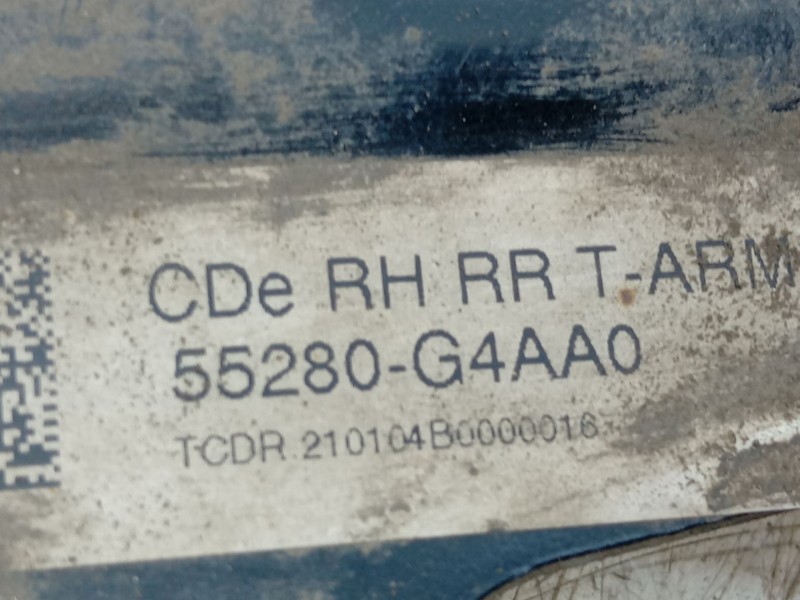 CDe RH RR T-ARM
55280-G4AA0
TCDR 210104B0000016